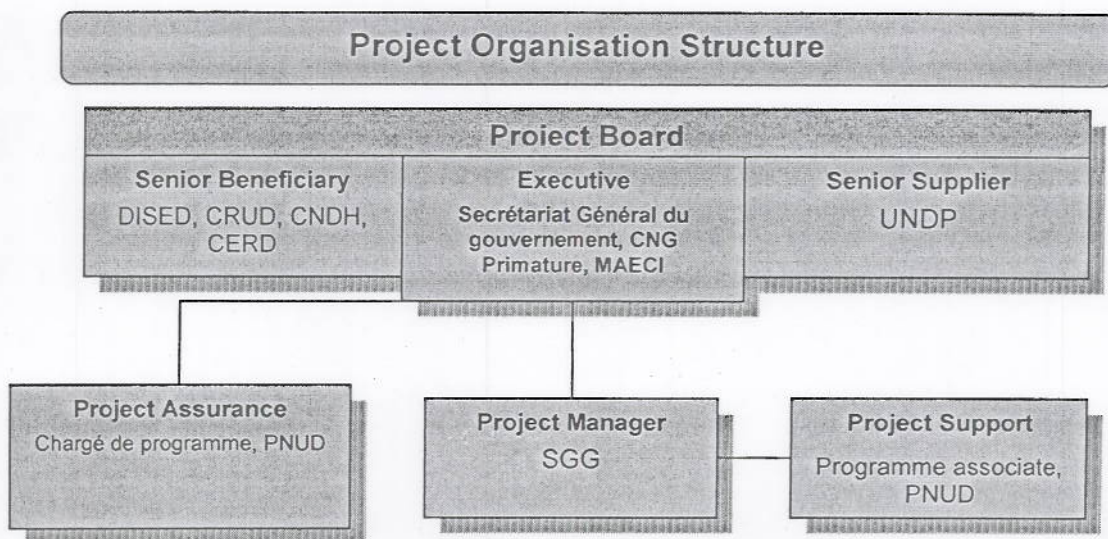 Project Organisation Structure
Project Board
Senior Beneficiary
DISED, CRUD, CNDH,
CERD
Executive
Secrétariat Général du
gouvernement, CNG
Primature, MAECI
Senior Supplier
UNDP
Project Assurance
Chargé de programme, PNUD
Project Manager
SGG
Project Support
Programme associate,
PNUD